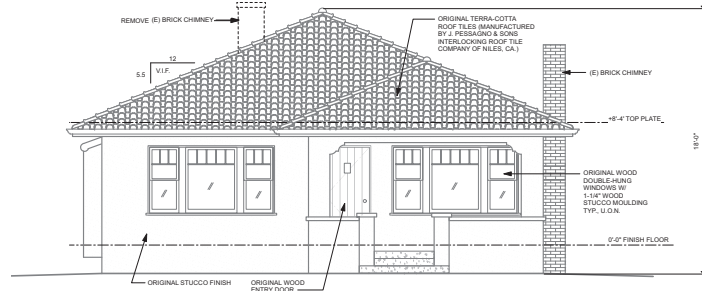 REMOVE (E) BRICK CHIMNEY
ORIGINAL TERRA-COTTA
ROOF TILES (MANUFACTURED
BY J. PESSAGNO & SONS
INTERLOCKING ROOF TILE
COMPANY OF NILES, CA.)
12
5.5
V.I.F.
(E) BRICK CHIMNEY
+8'-4" TOP PLATE
18'-0"
ORIGINAL WOOD
DOUBLE-HUNG
WINDOWS W/
1-1/4" WOOD
STUCCO MOULDING
TYP., U.O.N.
0'-0" FINISH FLOOR
ORIGINAL STUCCO FINISH
ORIGINAL WOOD
ENTRY DOOR